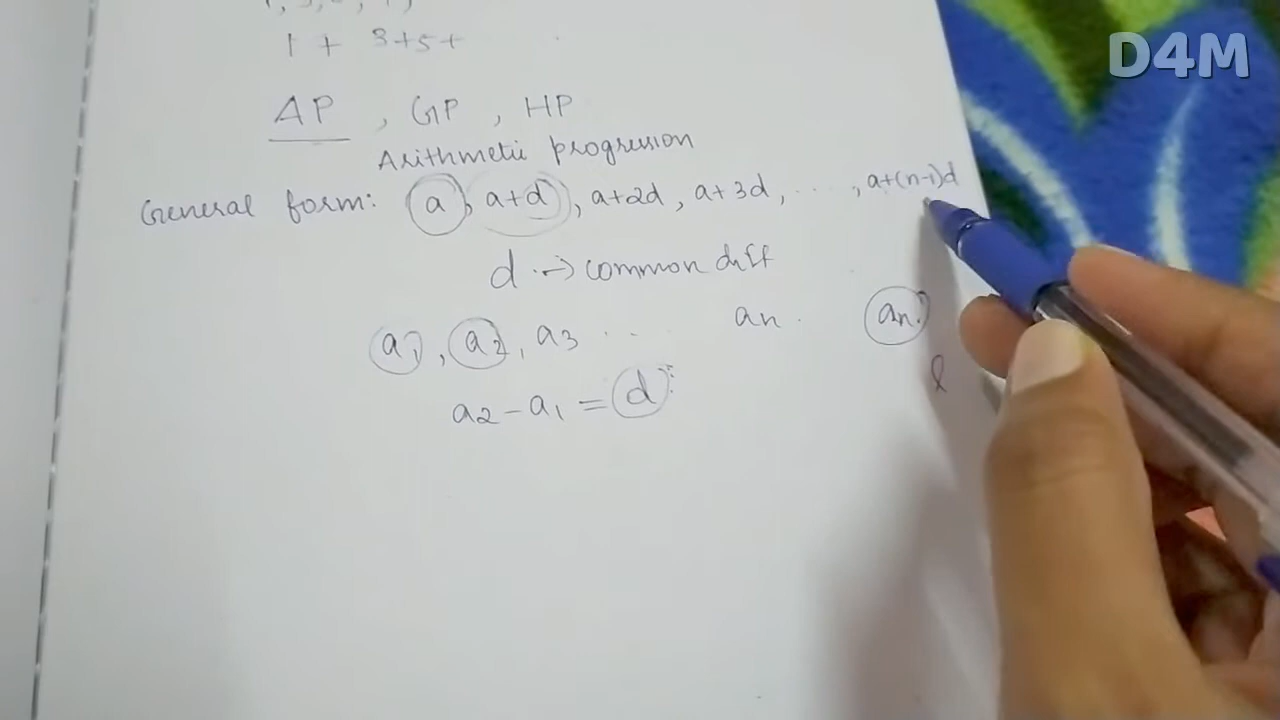 D4M
1 + 3+5+
AP , GP , HP
Arithmetic progression
General form: a, a+d, a+2d, a+3d, ....., a+(n-1)d
d → common diff
a1, a2, a3 ... an. an.
l
a2 - a1 = d